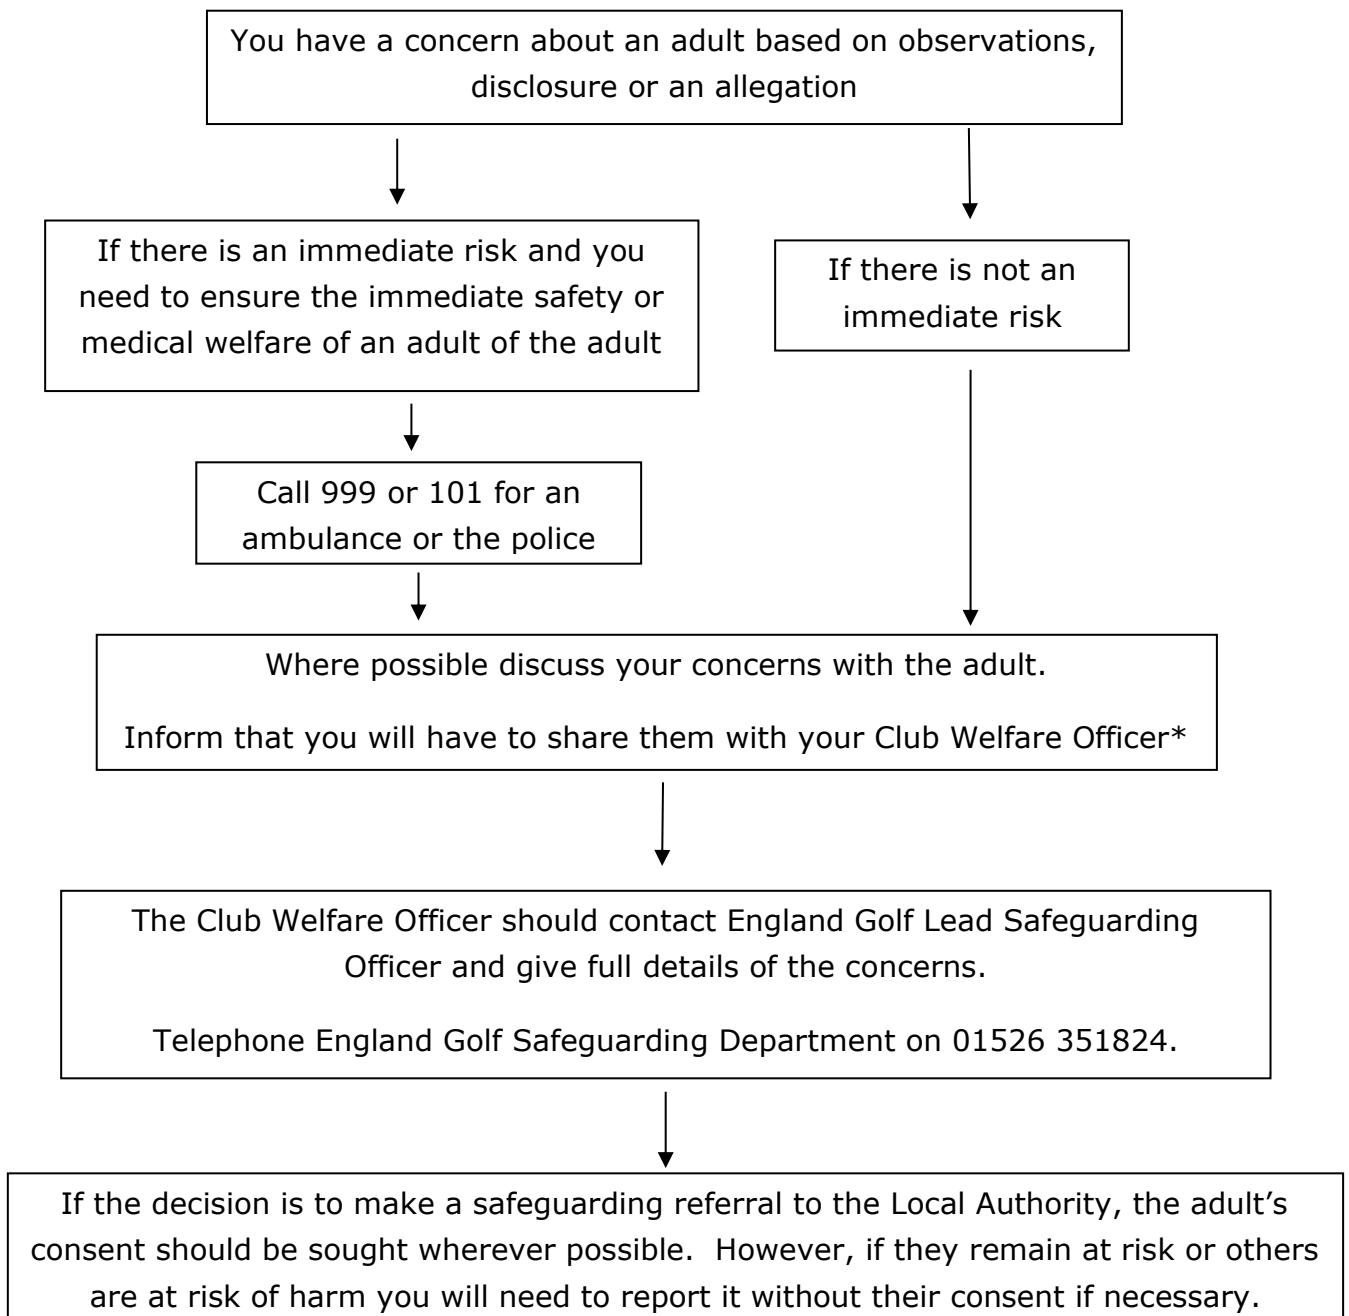 You have a concern about an adult based on observations,
disclosure or an allegation
If there is an immediate risk and you
need to ensure the immediate safety or
medical welfare of an adult of the adult
If there is not an
immediate risk
Call 999 or 101 for an
ambulance or the police
Where possible discuss your concerns with the adult.
Inform that you will have to share them with your Club Welfare Officer*
The Club Welfare Officer should contact England Golf Lead Safeguarding
Officer and give full details of the concerns.
Telephone England Golf Safeguarding Department on 01526 351824.
If the decision is to make a safeguarding referral to the Local Authority, the adult’s
consent should be sought wherever possible.  However, if they remain at risk or others
are at risk of harm you will need to report it without their consent if necessary.